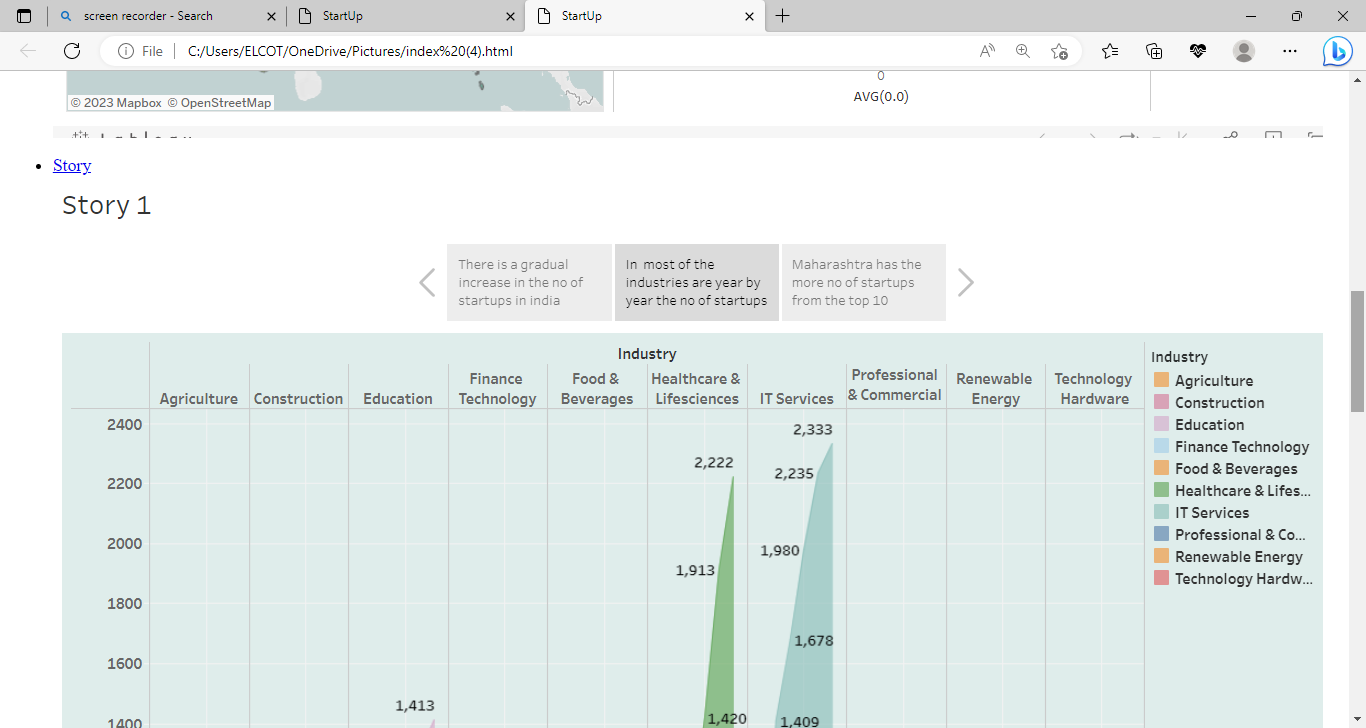 screen recorder - Search
StartUp
StartUp
File
C:/Users/ELCOT/OneDrive/Pictures/index%20(4).html
© 2023 Mapbox © OpenStreetMap
0
AVG(0.0)
Story
Story 1
There is a gradual
increase in the no of
startups in india
In most of the
industries are year by
year the no of startups
Maharashtra has the
more no of startups
from the top 10
Industry
Agriculture
Construction
Education
Finance
Technology
Food &
Beverages
Healthcare &
Lifesciences
IT Services
Professional
& Commercial
Renewable
Energy
Technology
Hardware
2400
2200
2000
1800
1600
1400
2,333
2,222
2,235
1,980
1,913
1,678
1,413
1,420
1,409
Industry
Agriculture
Construction
Education
Finance Technology
Food & Beverages
Healthcare & Lifes...
IT Services
Professional & Co...
Renewable Energy
Technology Hardw...